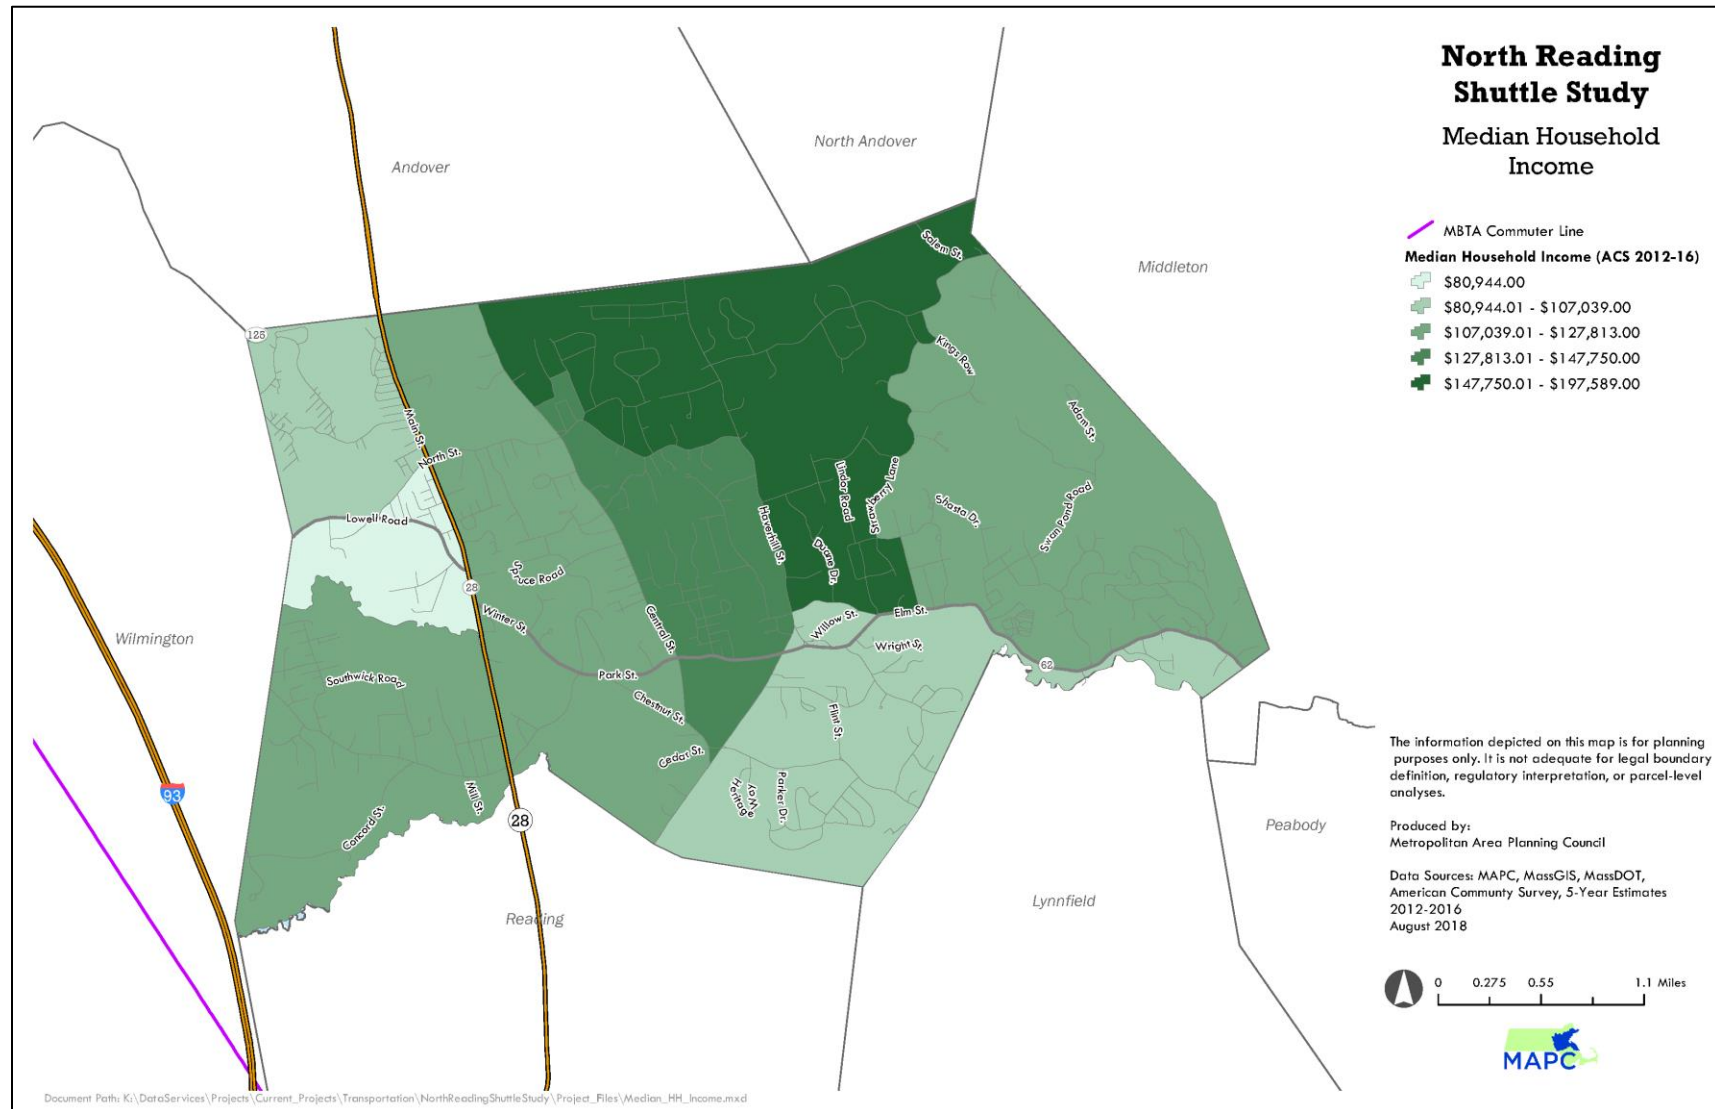 North Reading
Shuttle Study
Median Household
Income
MBTA Commuter Line
Median Household Income (ACS 2012-16)
$80,944.00
$80,944.01 - $107,039.00
$107,039.01 - $127,813.00
$127,813.01 - $147,750.00
$147,750.01 - $197,589.00
North Andover
Andover
Middleton
Salem St.
125
Kings Row
Adam St.
Main St.
North St.
Lindor Road
Strawberry Lane
Shasta Dr.
Swan Pond Road
Lowell Road
Haverhill St.
Duane Dr.
Spruce Road
28
Winter St.
Central St.
Willow St.
Elm St.
Wright St.
Wilmington
62
Park St.
Southwick Road
Chestnut St.
Flint St.
Cedar St.
Heritage
Way
Parker Dr.
93
Mill St.
Concord St.
28
Peabody
Reading
Lynnfield
The information depicted on this map is for planning
purposes only. It is not adequate for legal boundary
definition, regulatory interpretation, or parcel-level
analyses.
Produced by:
Metropolitan Area Planning Council
Data Sources: MAPC, MassGIS, MassDOT,
American Communty Survey, 5-Year Estimates
2012-2016
August 2018
0 0.275 0.55 1.1 Miles
MAPC
Document Path: K:\DataServices\Projects\Current_Projects\Transportation\NorthReadingShuttleStudy\Project_Files\Median_HH_Income.mxd